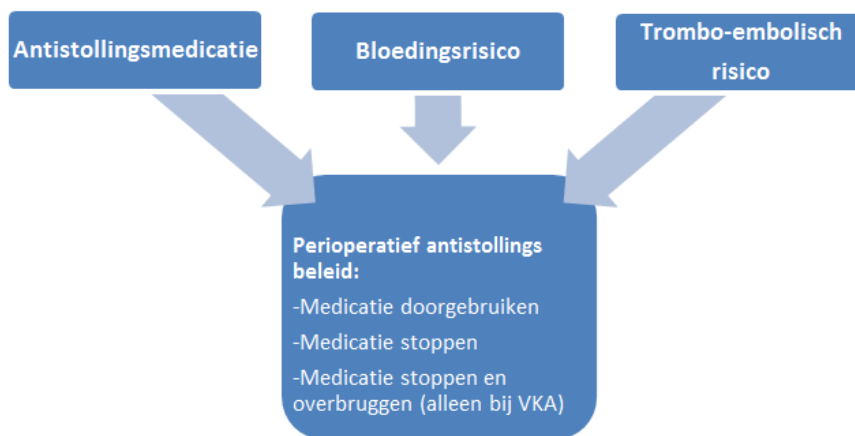 Antistollingsmedicatie
Bloedingsrisico
Trombo-embolisch
risico
Perioperatief antistollings
beleid:
-Medicatie doorgebruiken
-Medicatie stoppen
-Medicatie stoppen en
overbruggen (alleen bij VKA)